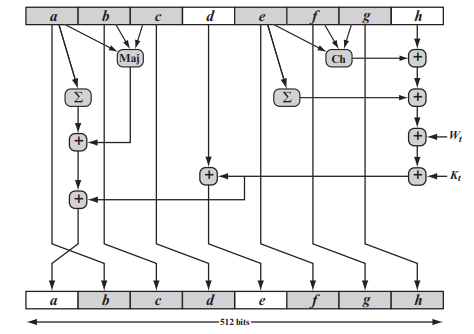 a b c d e f g h
Maj Ch +
Σ Σ +
+ + Wₜ
+ + Kₜ
+
a b c d e f g h
512 bits